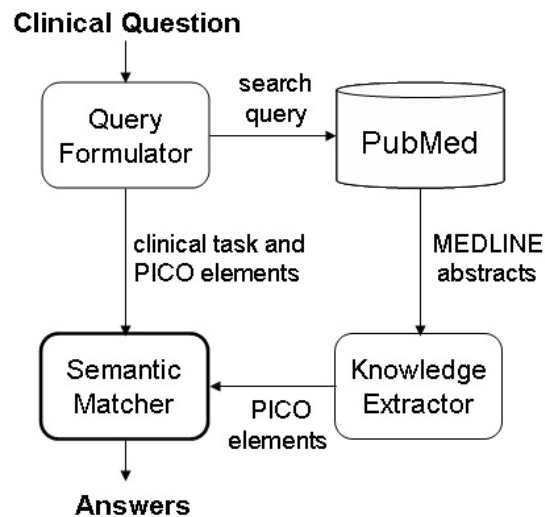 Clinical Question
Query
Formulator
search
query
PubMed
clinical task and
PICO elements
MEDLINE
abstracts
Semantic
Matcher
PICO
elements
Knowledge
Extractor
Answers